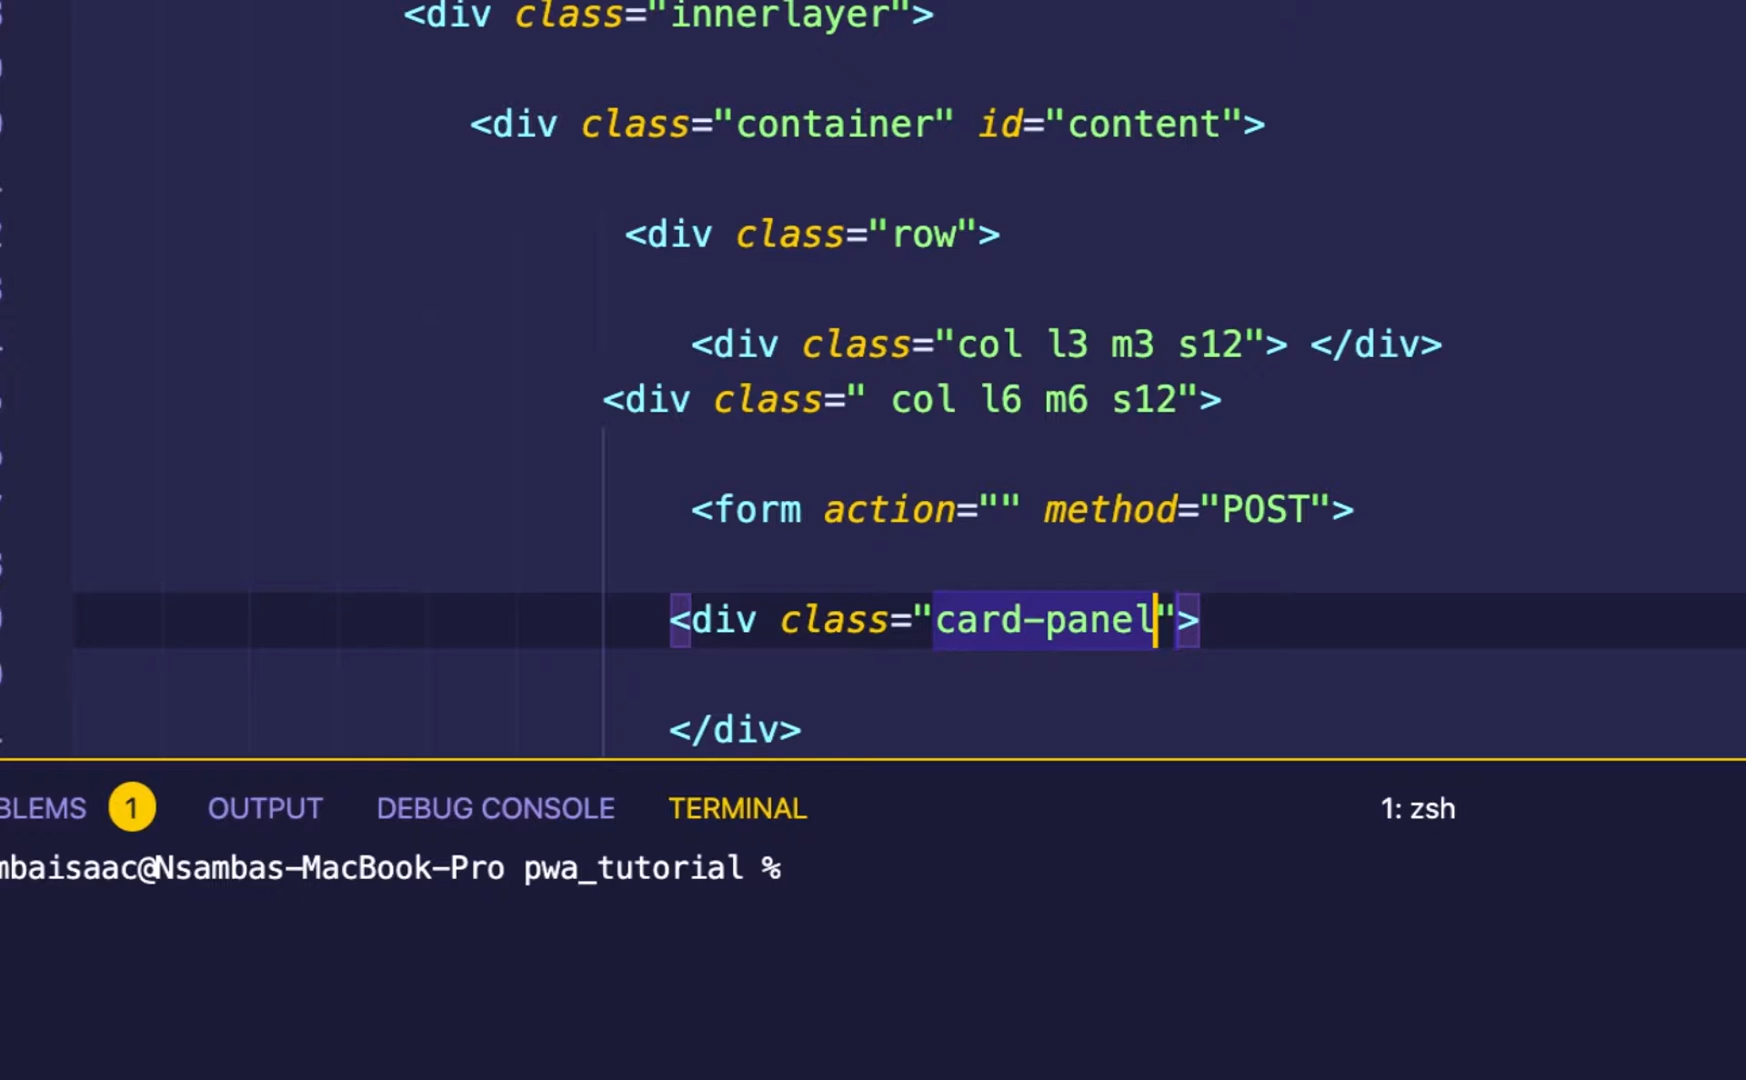 <div class="innerlayer">
<div class="container" id="content">
<div class="row">
<div class="col l3 m3 s12"> </div>
<div class=" col l6 m6 s12">
<form action="" method="POST">
<div class="card-panel">
</div>
BLEMS 1 OUTPUT DEBUG CONSOLE TERMINAL 1: zsh
mbaisaac@Nsambas-MacBook-Pro pwa_tutorial %